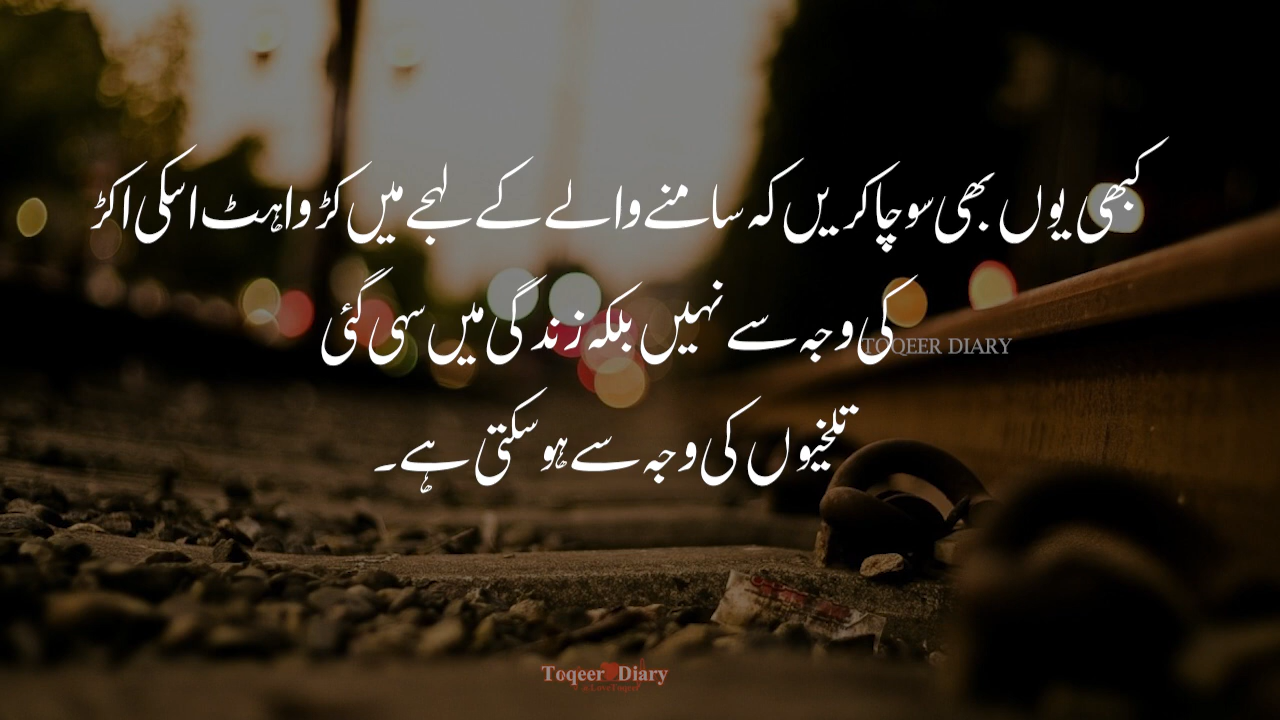 کبھی یوں بھی سوچا کریں کہ سامنے والے کے لہجے میں کڑواہٹ اسکی اکڑ
کی وجہ سے نہیں بلکہ زندگی میں سہی گئی
TOQEER DIARY
تلخیوں کی وجہ سے ہو سکتی ہے۔
Toqeer Diary